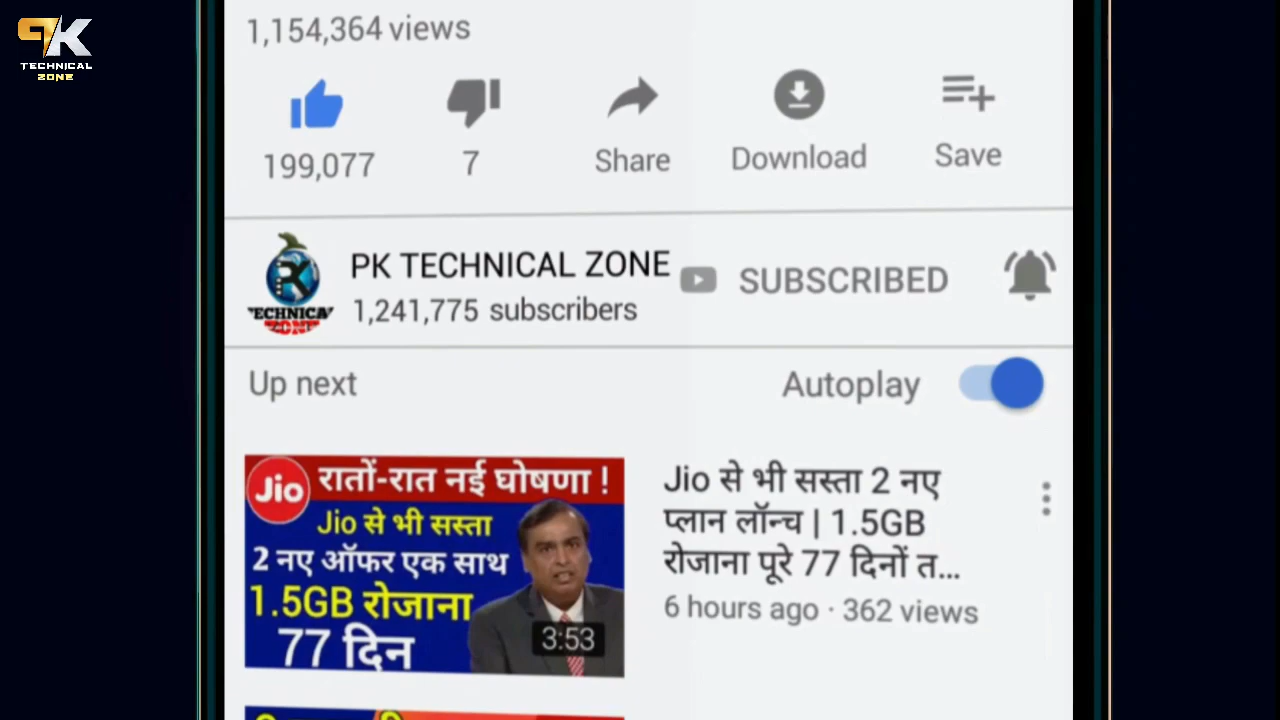 PK
TECHNICAL
ZONE
1,154,364 views
199,077
7
Share
Download
Save
PK TECHNICAL ZONE
1,241,775 subscribers
SUBSCRIBED
Up next
Autoplay
Jio रातों-रात नई घोषणा !
Jio से भी सस्ता
2 नए ऑफर एक साथ
1.5GB रोजाना
77 दिन
3:53
Jio से भी सस्ता 2 नए
प्लान लॉन्च | 1.5GB
रोजाना पूरे 77 दिनों त...
6 hours ago · 362 views